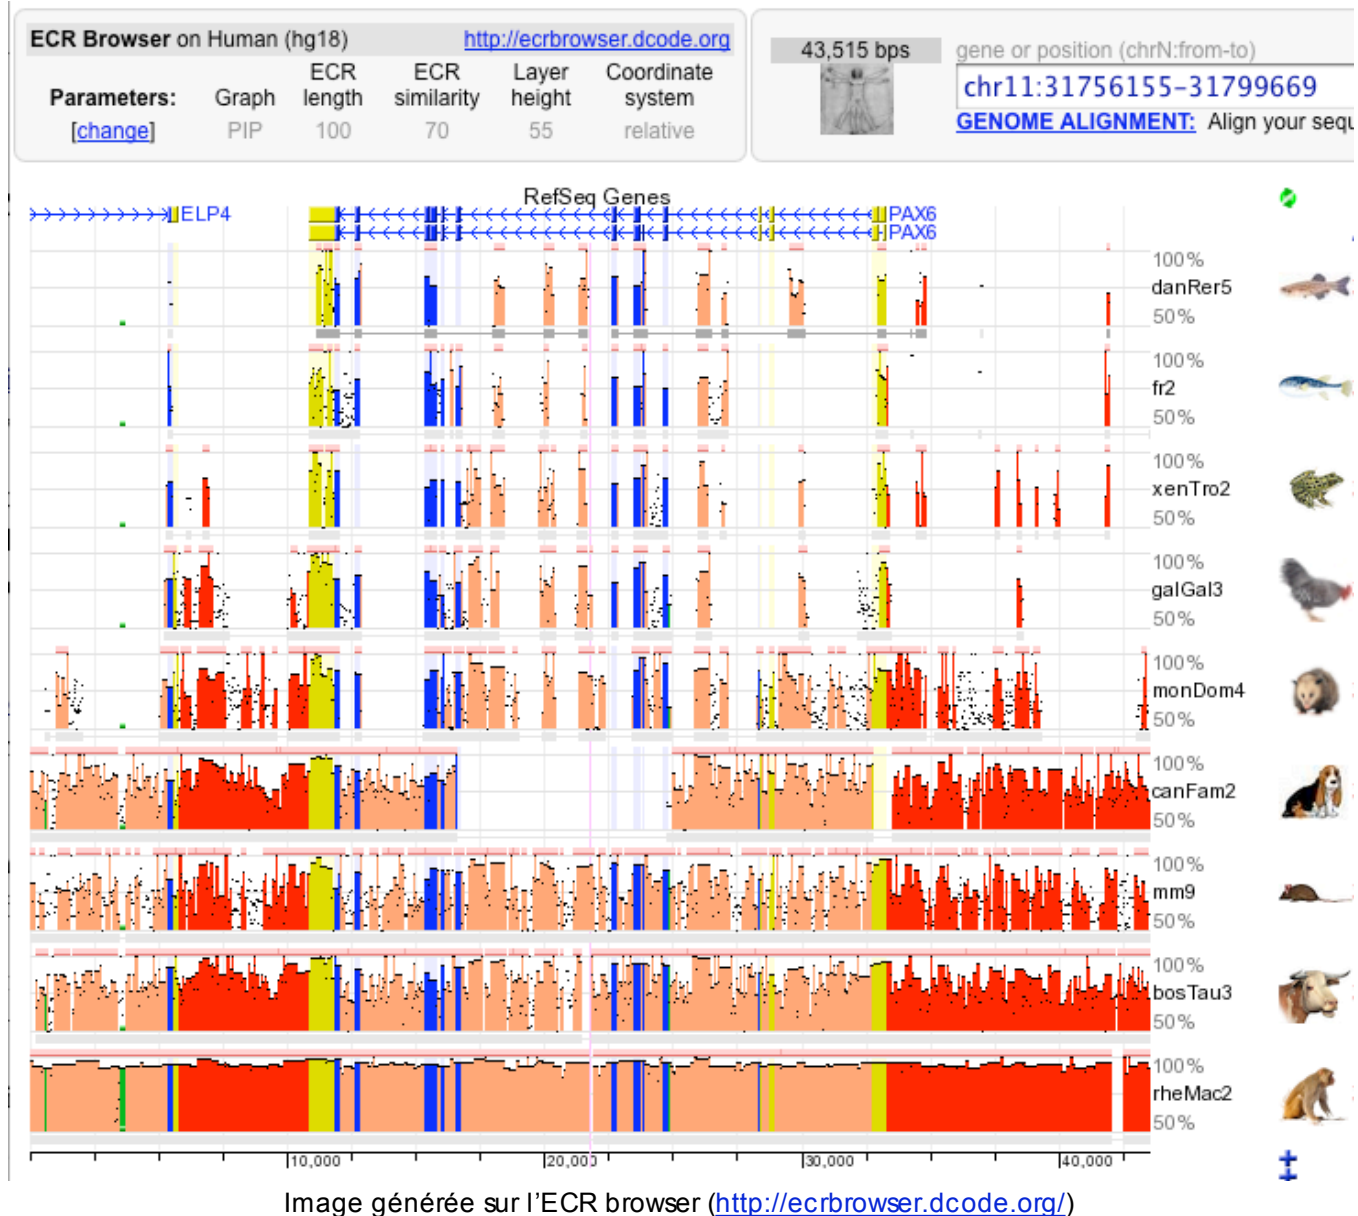 ECR Browser on Human (hg18) http://ecrbrowser.dcode.org
Parameters: Graph ECR length ECR similarity Layer height Coordinate system
[change] PIP 100 70 55 relative
43,515 bps
gene or position (chrN:from-to)
chr11:31756155-31799669
GENOME ALIGNMENT: Align your sequ
RefSeq Genes
ELP4 PAX6
PAX6
100%
danRer5
50%
100%
fr2
50%
100%
xenTro2
50%
100%
galGal3
50%
100%
monDom4
50%
100%
canFam2
50%
100%
mm9
50%
100%
bosTau3
50%
100%
rheMac2
50%
10,000 20,000 30,000 40,000
Image générée sur l'ECR browser (http://ecrbrowser.dcode.org/)